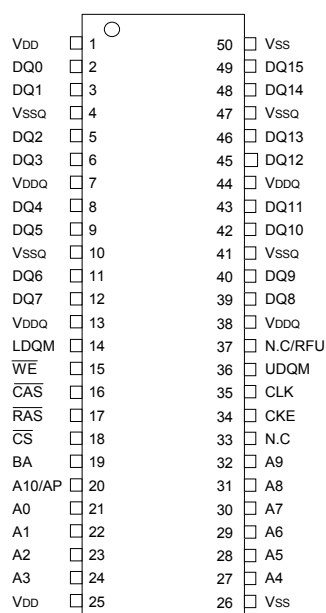 VDD 1 50 VSS
DQ0 2 49 DQ15
DQ1 3 48 DQ14
VSSQ 4 47 VSSQ
DQ2 5 46 DQ13
DQ3 6 45 DQ12
VDDQ 7 44 VDDQ
DQ4 8 43 DQ11
DQ5 9 42 DQ10
VSSQ 10 41 VSSQ
DQ6 11 40 DQ9
DQ7 12 39 DQ8
VDDQ 13 38 VDDQ
LDQM 14 37 N.C/RFU
W̅E̅ 15 36 UDQM
C̅A̅S̅ 16 35 CLK
R̅A̅S̅ 17 34 CKE
C̅S̅ 18 33 N.C
BA 19 32 A9
A10/AP 20 31 A8
A0 21 30 A7
A1 22 29 A6
A2 23 28 A5
A3 24 27 A4
VDD 25 26 VSS